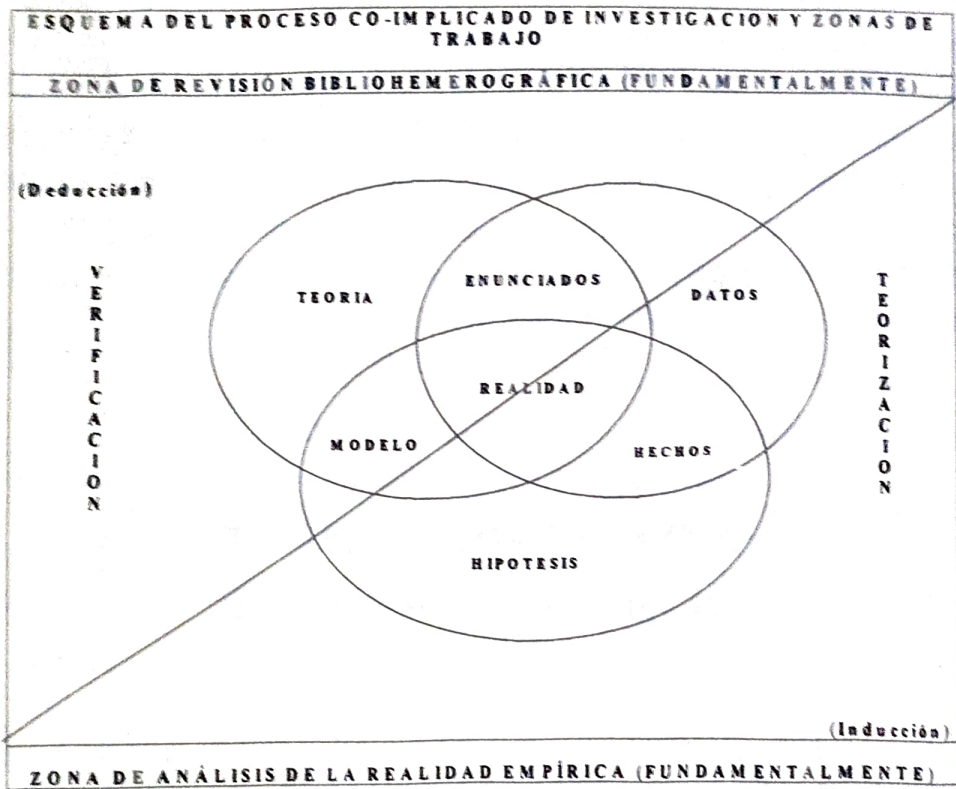 ESQUEMA DEL PROCESO CO-IMPLICADO DE INVESTIGACION Y ZONAS DE
TRABAJO
ZONA DE REVISIÓN BIBLIOHEMEROGRÁFICA (FUNDAMENTALMENTE)
(Deducción)
VERIFICACION
TEORIA
ENUNCIADOS
DATOS
TEORIZACION
REALIDAD
MODELO
HECHOS
HIPOTESIS
(Inducción)
ZONA DE ANÁLISIS DE LA REALIDAD EMPÍRICA (FUNDAMENTALMENTE)